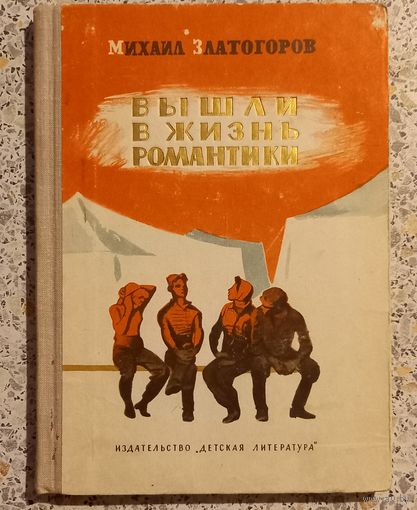 Михаил Златогоров
ВЫШЛИ
В ЖИЗНЬ
РОМАНТИКИ
ИЗДАТЕЛЬСТВО „ДЕТСКАЯ ЛИТЕРАТУРА"